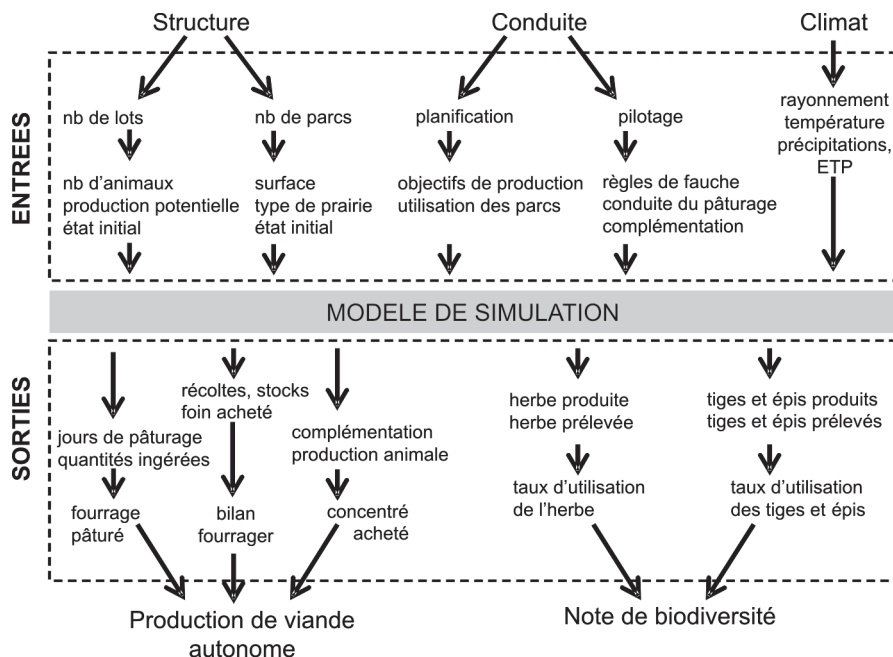 Structure
Conduite
Climat
ENTREES
nb de lots
nb de parcs
planification
pilotage
rayonnement
température
précipitations,
ETP
nb d'animaux
production potentielle
état initial
surface
type de prairie
état initial
objectifs de production
utilisation des parcs
règles de fauche
conduite du pâturage
complémentation
MODELE DE SIMULATION
SORTIES
jours de pâturage
quantités ingérées
récoltes, stocks
foin acheté
complémentation
production animale
herbe produite
herbe prélevée
tiges et épis produits
tiges et épis prélevés
fourrage
pâturé
bilan
fourrager
concentré
acheté
taux d'utilisation
de l'herbe
taux d'utilisation
des tiges et épis
Production de viande
autonome
Note de biodiversité